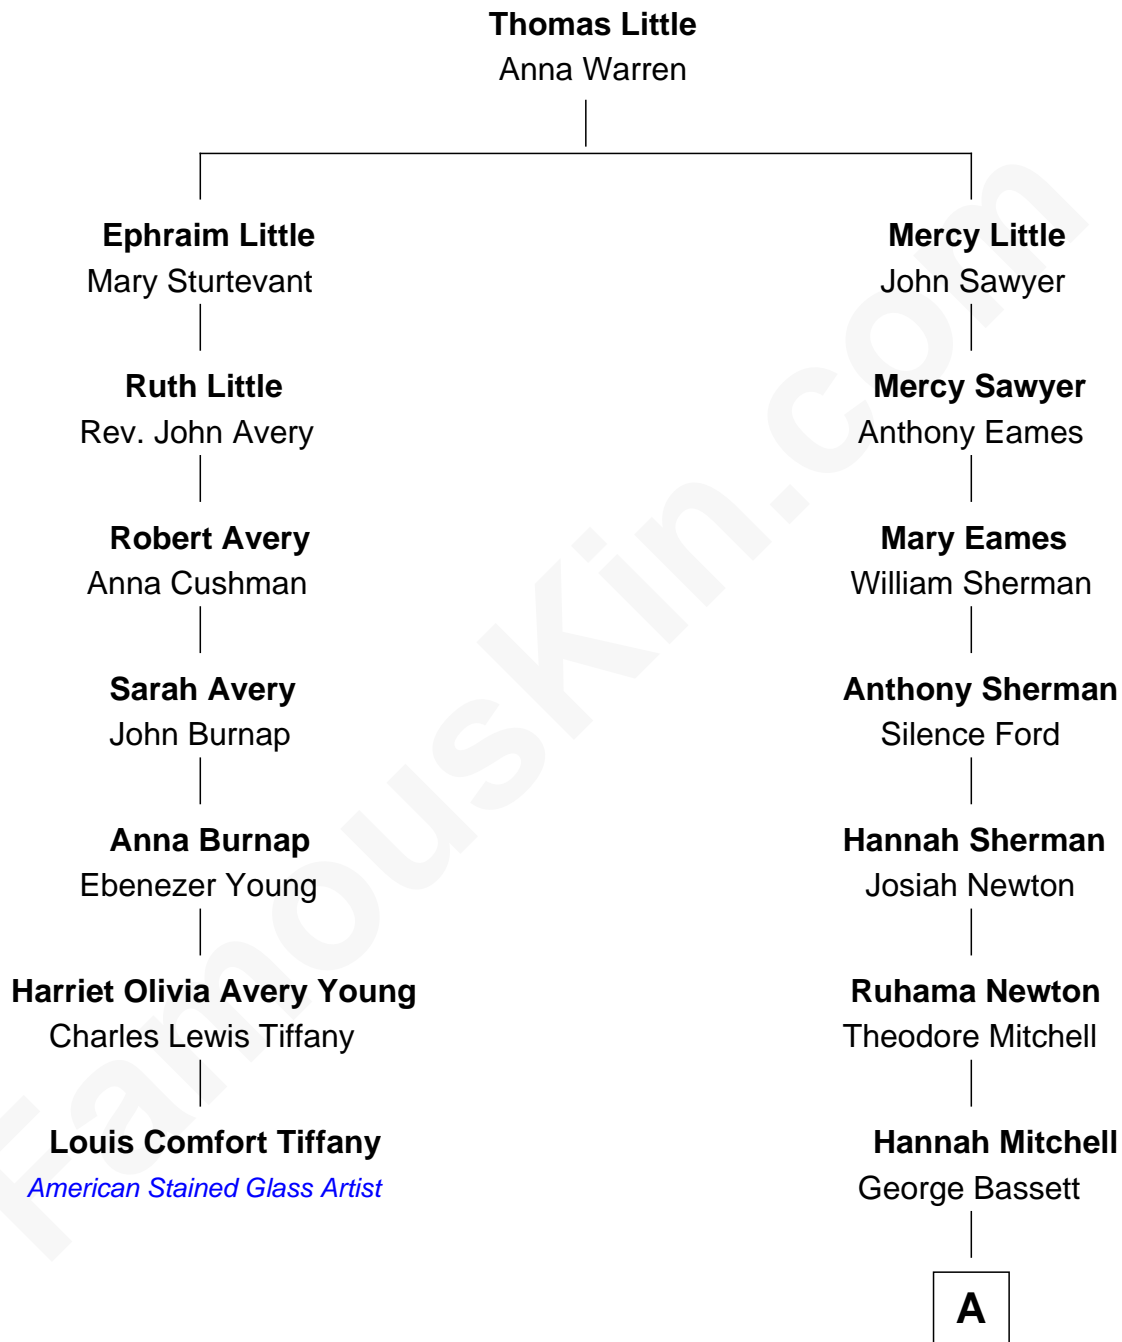 Thomas Little
Anna Warren
Ephraim Little
Mary Sturtevant
Mercy Little
John Sawyer
Ruth Little
Rev. John Avery
Mercy Sawyer
Anthony Eames
Robert Avery
Anna Cushman
Mary Eames
William Sherman
Sarah Avery
John Burnap
Anthony Sherman
Silence Ford
Anna Burnap
Ebenezer Young
Hannah Sherman
Josiah Newton
Harriet Olivia Avery Young
Charles Lewis Tiffany
Ruhama Newton
Theodore Mitchell
Louis Comfort Tiffany
American Stained Glass Artist
Hannah Mitchell
George Bassett
A
FamousKin.com